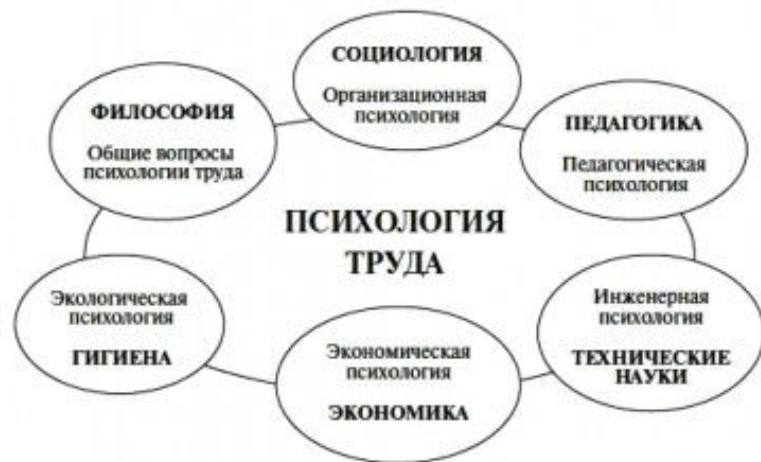 СОЦИОЛОГИЯ
Организационная
психология
ФИЛОСОФИЯ
Общие вопросы
психологии труда
ПЕДАГОГИКА
Педагогическая
психология
ПСИХОЛОГИЯ
ТРУДА
Экологическая
психология
ГИГИЕНА
Экономическая
психология
ЭКОНОМИКА
Инженерная
психология
ТЕХНИЧЕСКИЕ
НАУКИ